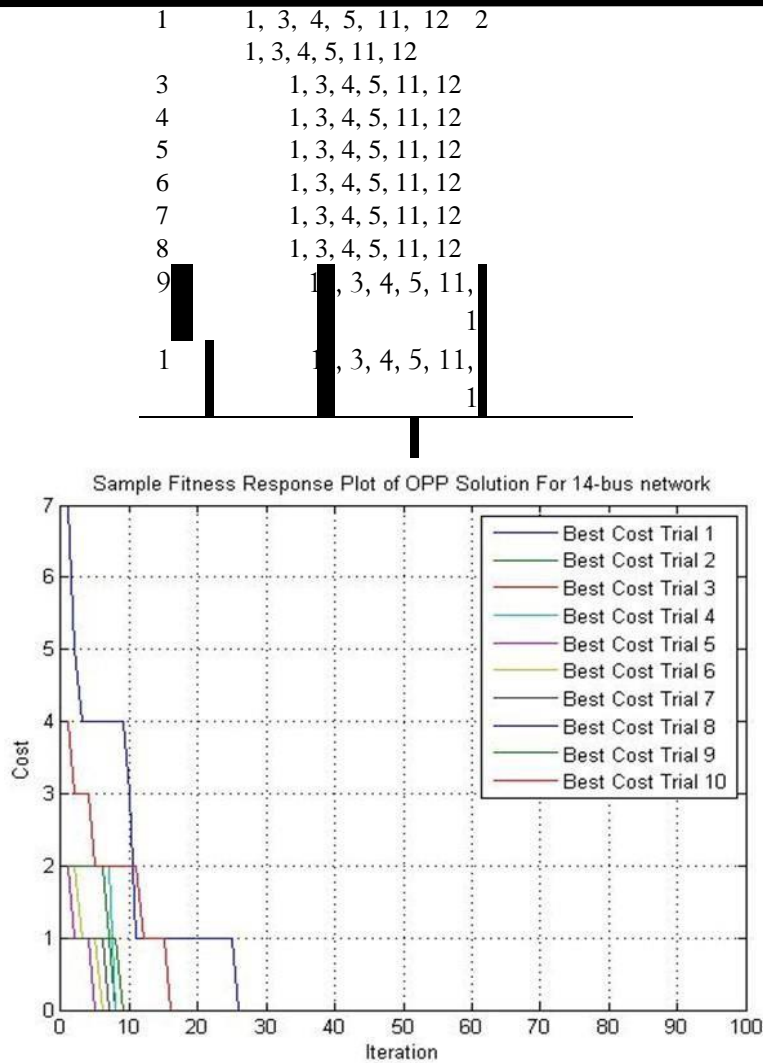 1 1, 3, 4, 5, 11, 12 2
1, 3, 4, 5, 11, 12
3 1, 3, 4, 5, 11, 12
4 1, 3, 4, 5, 11, 12
5 1, 3, 4, 5, 11, 12
6 1, 3, 4, 5, 11, 12
7 1, 3, 4, 5, 11, 12
8 1, 3, 4, 5, 11, 12
9 1, 3, 4, 5, 11,
1
1 1, 3, 4, 5, 11,
1
Sample Fitness Response Plot of OPP Solution For 14-bus network
7
6
5
4
3
2
1
0
Cost
Best Cost Trial 1
Best Cost Trial 2
Best Cost Trial 3
Best Cost Trial 4
Best Cost Trial 5
Best Cost Trial 6
Best Cost Trial 7
Best Cost Trial 8
Best Cost Trial 9
Best Cost Trial 10
0 10 20 30 40 50 60 70 80 90 100
Iteration